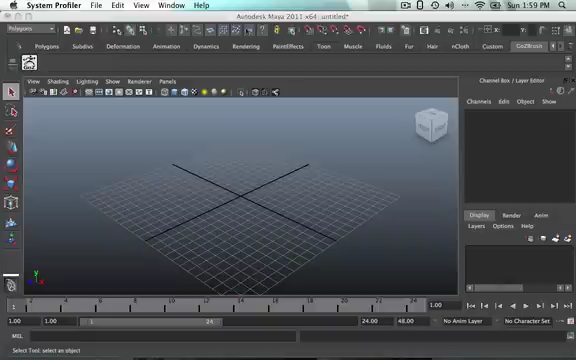 System Profiler File Edit View Window Help Sun 1:59 PM
Autodesk Maya 2011 x64: untitled*
Polygons
Subdivs Deformation Animation Dynamics Rendering PaintEffects Toon Muscle Fluids Fur Hair nCloth Custom GoZBrush
Polygons
GoZ
Channel Box / Layer Editor
View Shading Lighting Show Renderer Panels
Channels Edit Object Show
Display Render Anim
Layers Options Help
2 4 6 8 10 12 14 16 18 20 22 24
1 1.00
1.00 1.00 1 24 24.00 48.00 No Anim Layer No Character Set
MEL
Select Tool: select an object